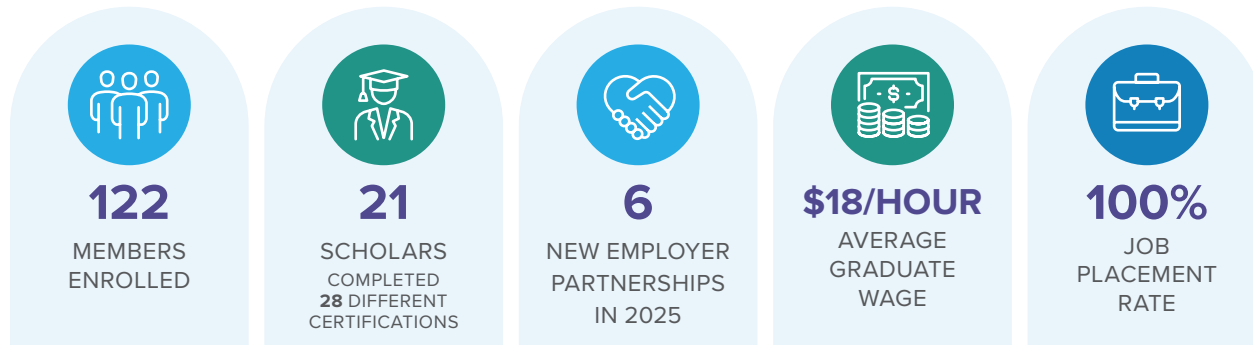 122
MEMBERS
ENROLLED
21
SCHOLARS
COMPLETED
28 DIFFERENT
CERTIFICATIONS
6
NEW EMPLOYER
PARTNERSHIPS
IN 2025
$18/HOUR
AVERAGE
GRADUATE
WAGE
100%
JOB
PLACEMENT
RATE